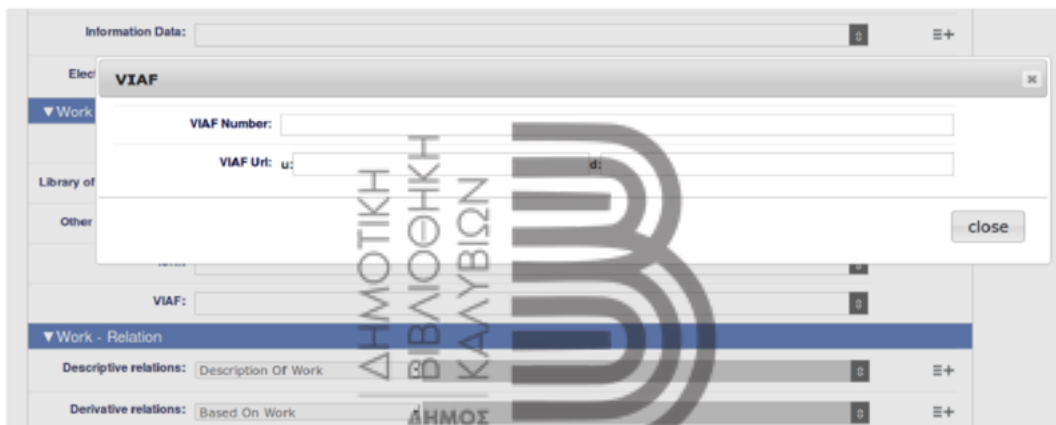 Information Data:
Elect
VIAF
Work
VIAF Number:
VIAF Url: u: d:
Library of
Other
close
VIAF:
▼Work - Relation
Descriptive relations: Description Of Work
Derivative relations: Based On Work
ΔΗΜΟΤΙΚΗ
ΒΙΒΛΙΟΘΗΚΗ
ΚΑΛΥΒΙΩΝ
ΔΗΜΟΣ